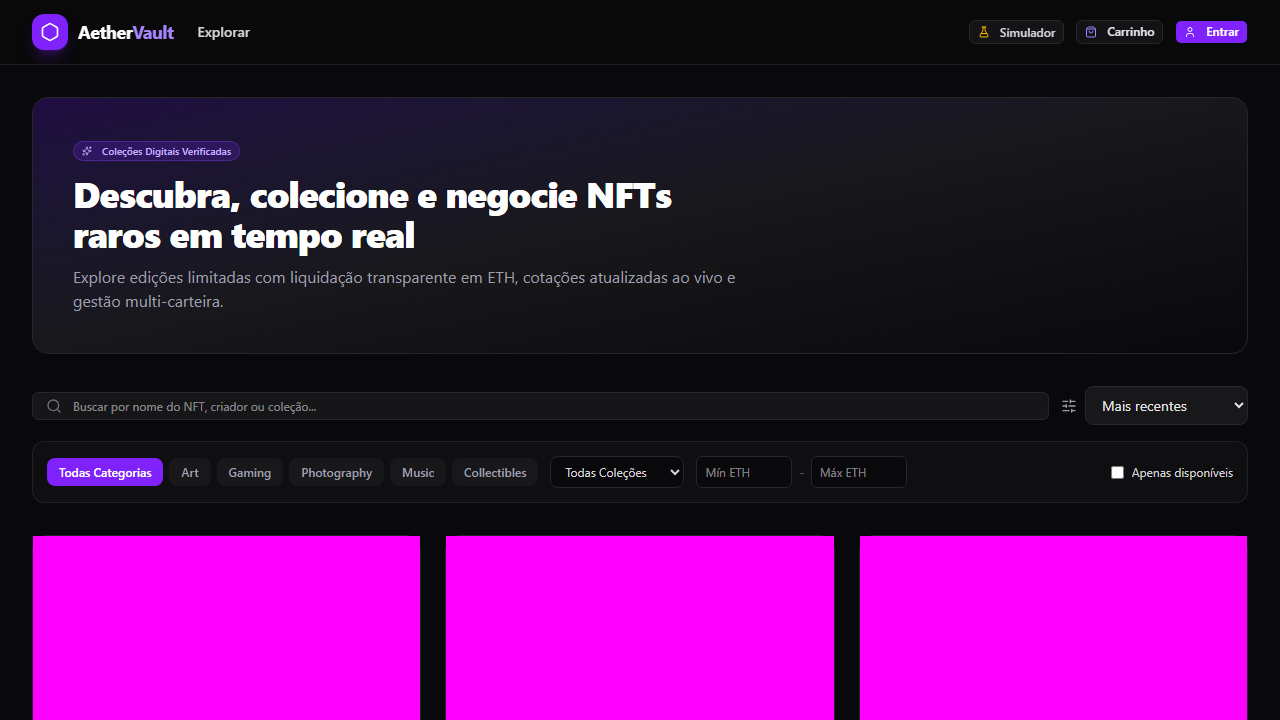 AetherVault
Explorar
Simulador
Carrinho
Entrar
Coleções Digitais Verificadas
Descubra, colecione e negocie NFTs
raros em tempo real
Explore edições limitadas com liquidação transparente em ETH, cotações atualizadas ao vivo e
gestão multi-carteira.
Buscar por nome do NFT, criador ou coleção...
Mais recentes
Todas Categorias
Art
Gaming
Photography
Music
Collectibles
Todas Coleções
Mín ETH
-
Máx ETH
Apenas disponíveis